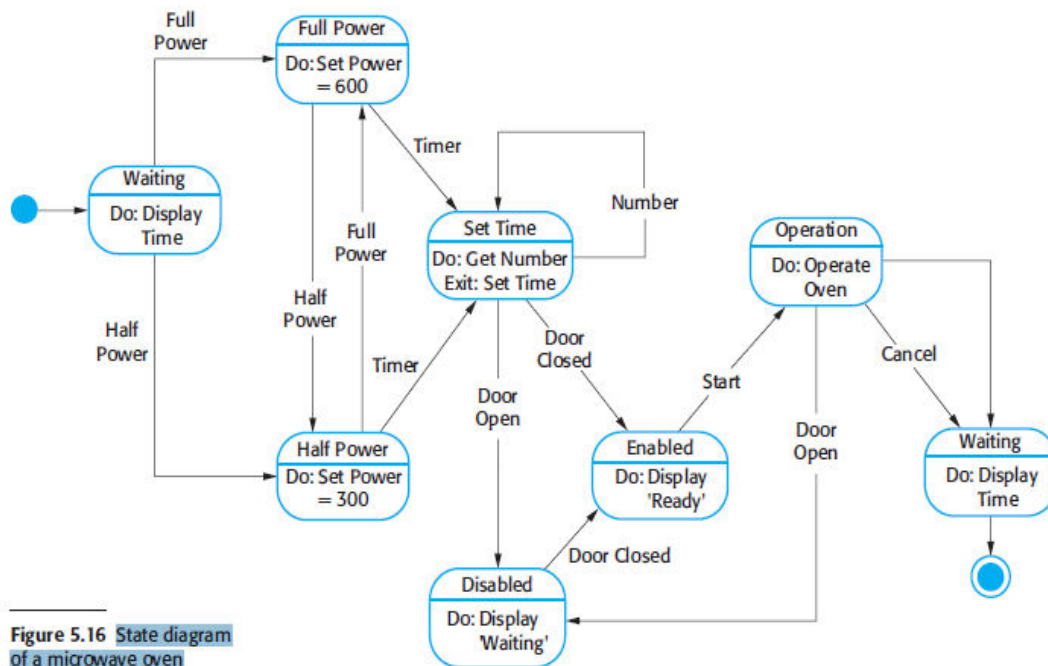 Full
Power
Full Power
Do: Set Power
= 600
Timer
Waiting
Do: Display
Time
Full
Power
Number
Set Time
Do: Get Number
Exit: Set Time
Operation
Do: Operate
Oven
Half
Power
Half
Power
Timer
Door
Open
Door
Closed
Start
Cancel
Door
Open
Half Power
Do: Set Power
= 300
Enabled
Do: Display
'Ready'
Waiting
Do: Display
Time
Door Closed
Disabled
Do: Display
'Waiting'
Figure 5.16 State diagram
of a microwave oven